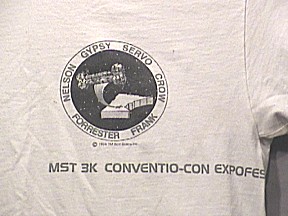 NELSON GYPSY SERVO CROW
FORRESTER FRANK
MST 3K CONVENTIO-CON EXPOFES